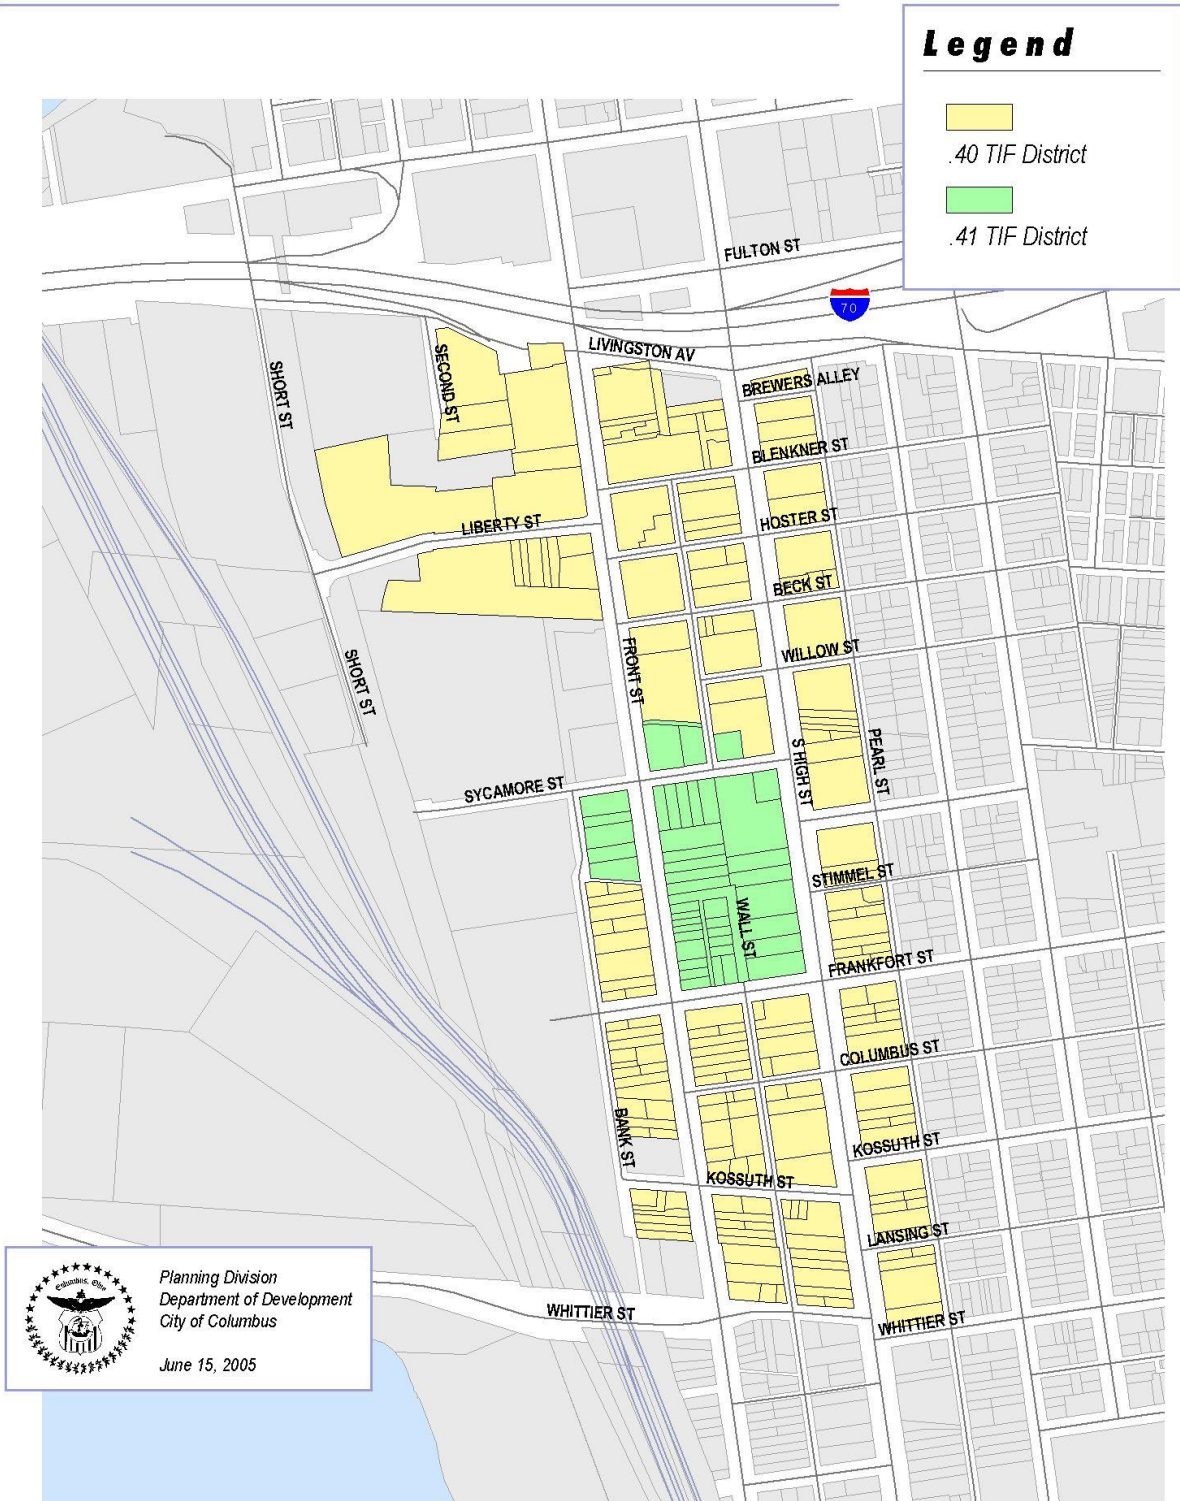 Legend
.40 TIF District
.41 TIF District
FULTON ST
70
LIVINGSTON AV
SECOND ST
SHORT ST
BREWERS ALLEY
BLENKNER ST
HOSTER ST
LIBERTY ST
BECK ST
WILLOW ST
FRONT ST
SHORT ST
S HIGH ST
PEARL ST
SYCAMORE ST
STIMMEL ST
WALL ST
FRANKFORT ST
COLUMBUS ST
BANK ST
KOSSUTH ST
KOSSUTH ST
LANSING ST
WHITTIER ST
WHITTIER ST
Columbus, Ohio
Planning Division
Department of Development
City of Columbus
June 15, 2005